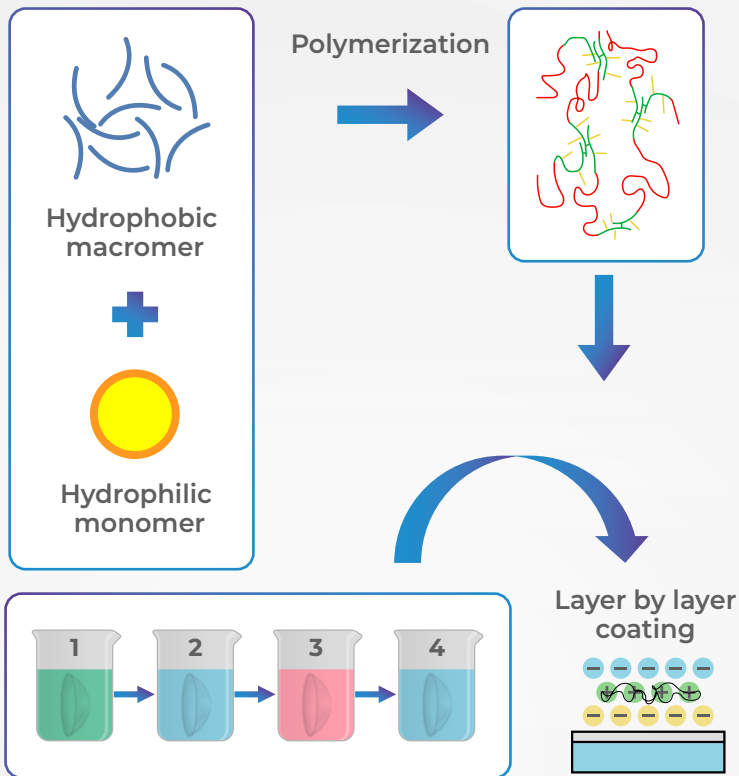 Polymerization
Hydrophobic
macromer
Hydrophilic
monomer
1
2
3
4
Layer by layer
coating